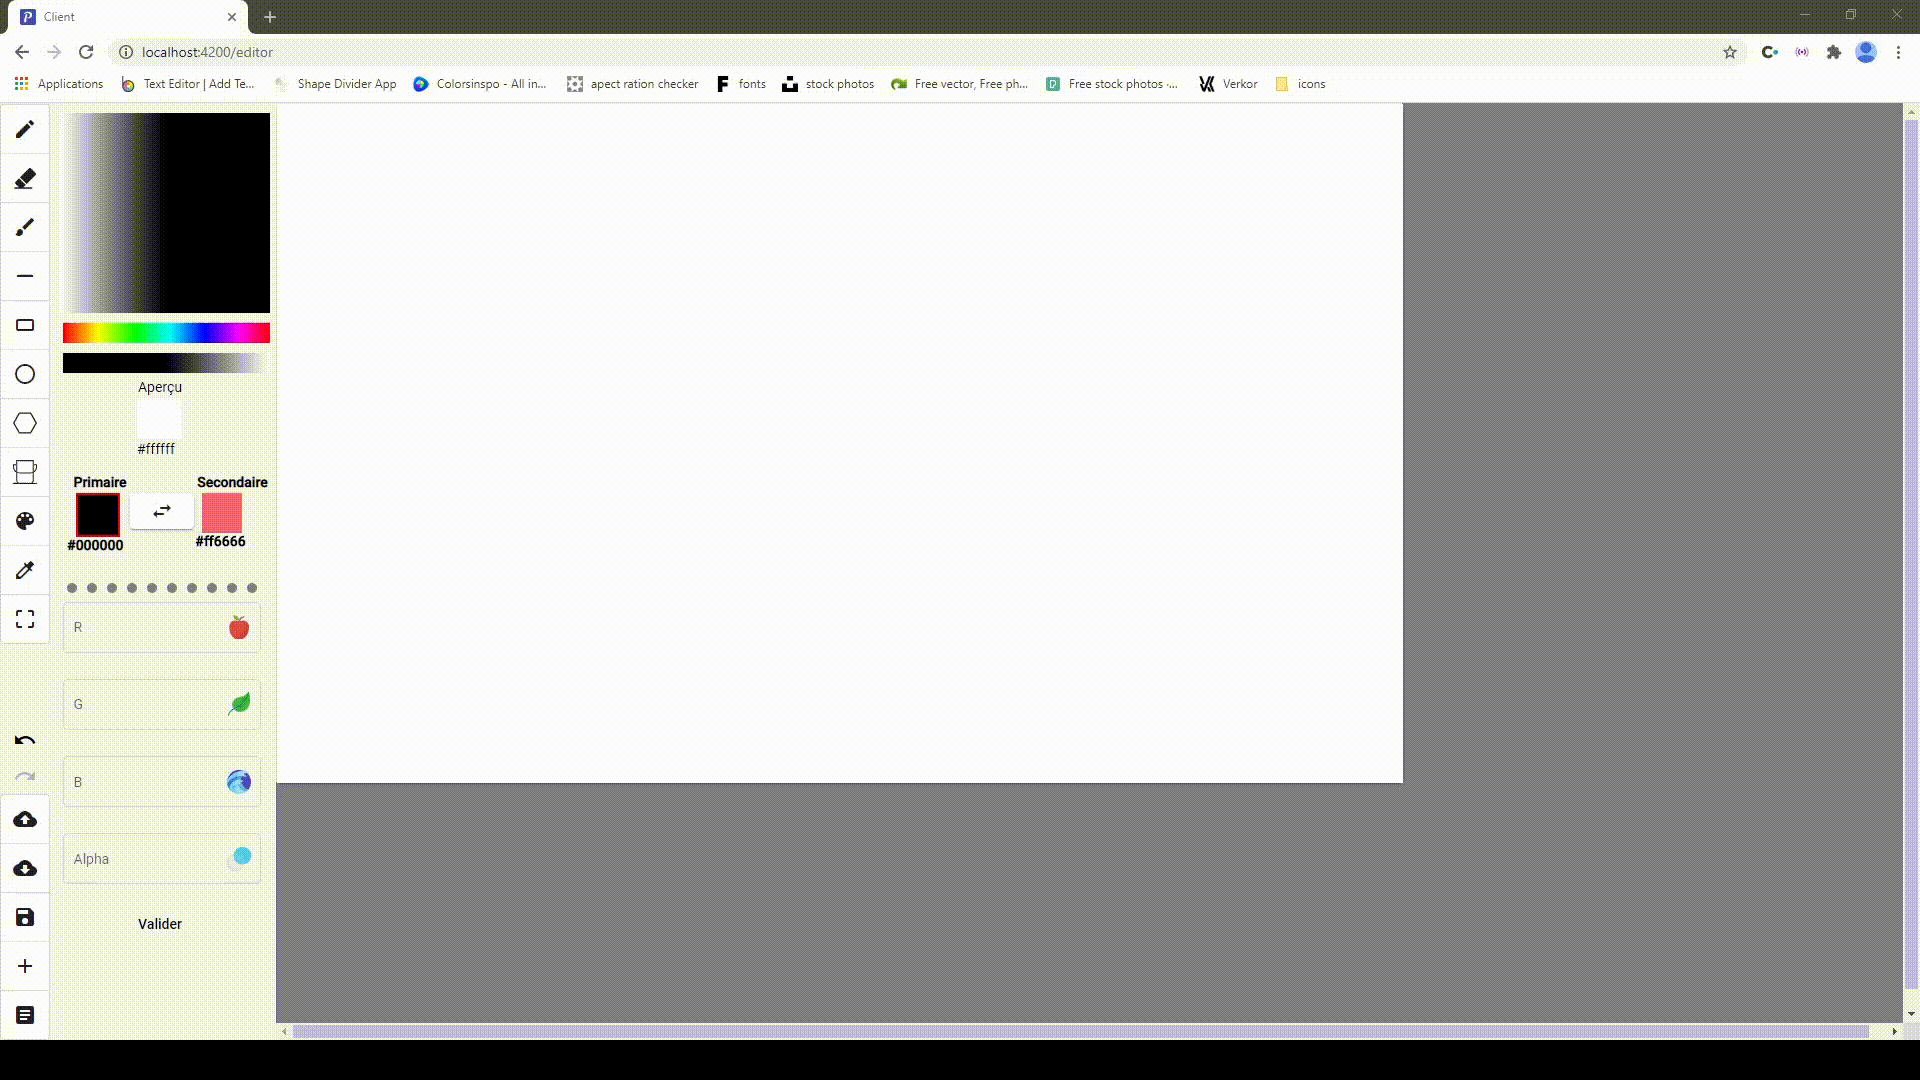 Client
localhost:4200/editor
Applications
Text Editor | Add Te...
Shape Divider App
Colorsinspo - All in...
apect ration checker
fonts
stock photos
Free vector, Free ph...
Free stock photos ·...
Verkor
icons
Aperçu
#ffffff
Primaire
Secondaire
#000000
#ff6666
R
G
B
Alpha
Valider